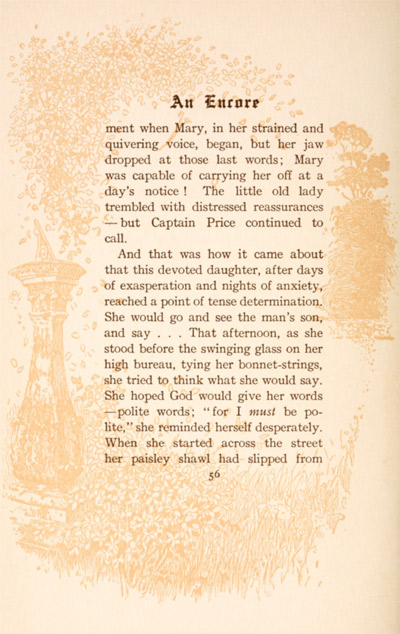 An Encore
ment when Mary, in her strained and
quivering voice, began, but her jaw
dropped at those last words; Mary
was capable of carrying her off at a
day's notice! The little old lady
trembled with distressed reassurances
—but Captain Price continued to
call.
And that was how it came about
that this devoted daughter, after days
of exasperation and nights of anxiety,
reached a point of tense determination.
She would go and see the man's son,
and say . . . That afternoon, as she
stood before the swinging glass on her
high bureau, tying her bonnet-strings,
she tried to think what she would say.
She hoped God would give her words
—polite words; "for I must be po-
lite," she reminded herself desperately.
When she started across the street
her paisley shawl had slipped from
56